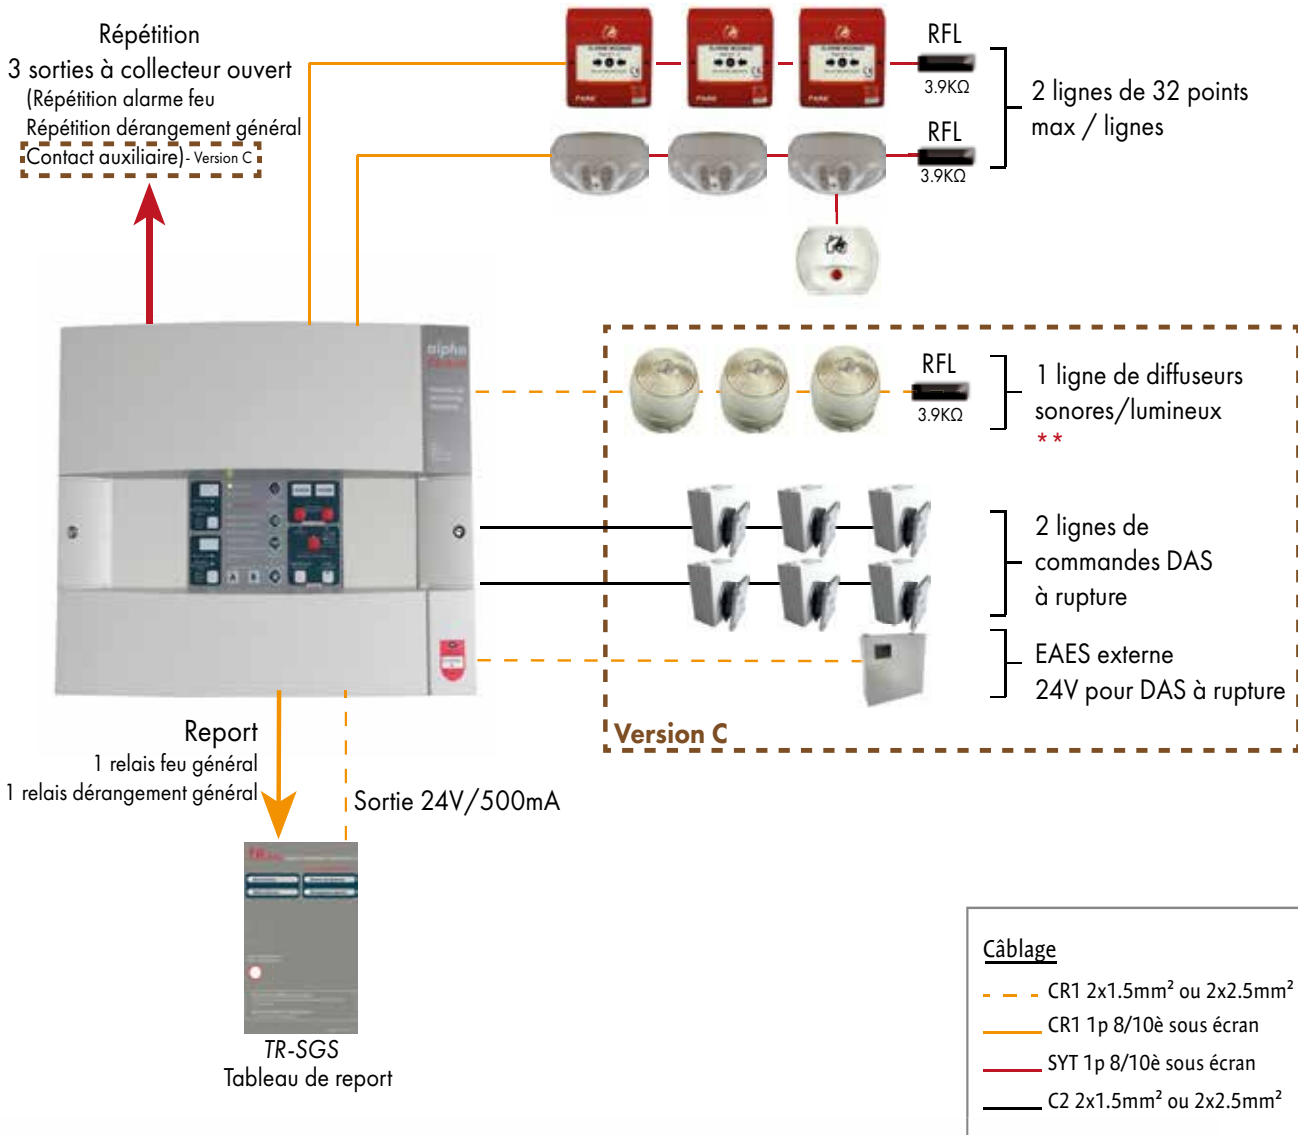 Répétition
3 sorties à collecteur ouvert
(Répétition alarme feu
Répétition dérangement général
Contact auxiliaire) - Version C
RFL
3.9KΩ
RFL
3.9KΩ
2 lignes de 32 points
max / lignes
alpha
RFL
3.9KΩ
1 ligne de diffuseurs
sonores/lumineux
**
2 lignes de
commandes DAS
à rupture
EAES externe
24V pour DAS à rupture
Version C
A B
Report
1 relais feu général
1 relais dérangement général
Sortie 24V/500mA
TR-SGS
Tableau de report
Câblage
CR1 2x1.5mm² ou 2x2.5mm²
CR1 1p 8/10è sous écran
SYT 1p 8/10è sous écran
C2 2x1.5mm² ou 2x2.5mm²